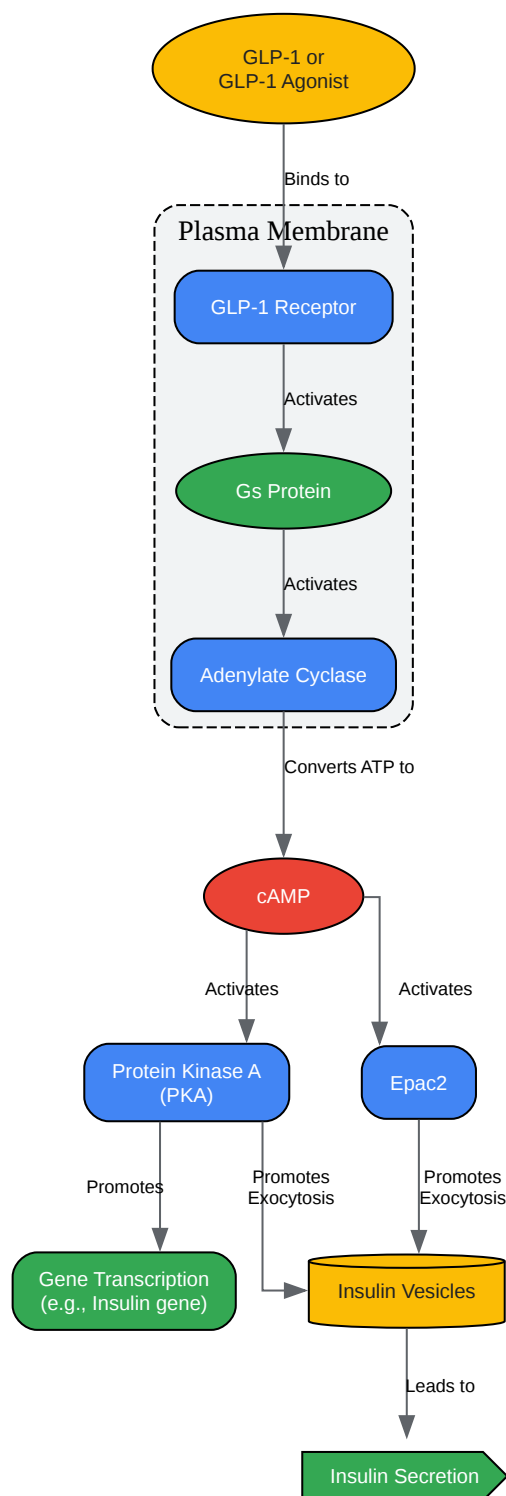 GLP-1 or
GLP-1 Agonist
Binds to
Plasma Membrane
GLP-1 Receptor
Activates
Gs Protein
Activates
Adenylate Cyclase
Converts ATP to
cAMP
Activates
Activates
Protein Kinase A
(PKA)
Epac2
Promotes
Promotes
Exocytosis
Promotes
Exocytosis
Gene Transcription
(e.g., Insulin gene)
Insulin Vesicles
Leads to
Insulin Secretion